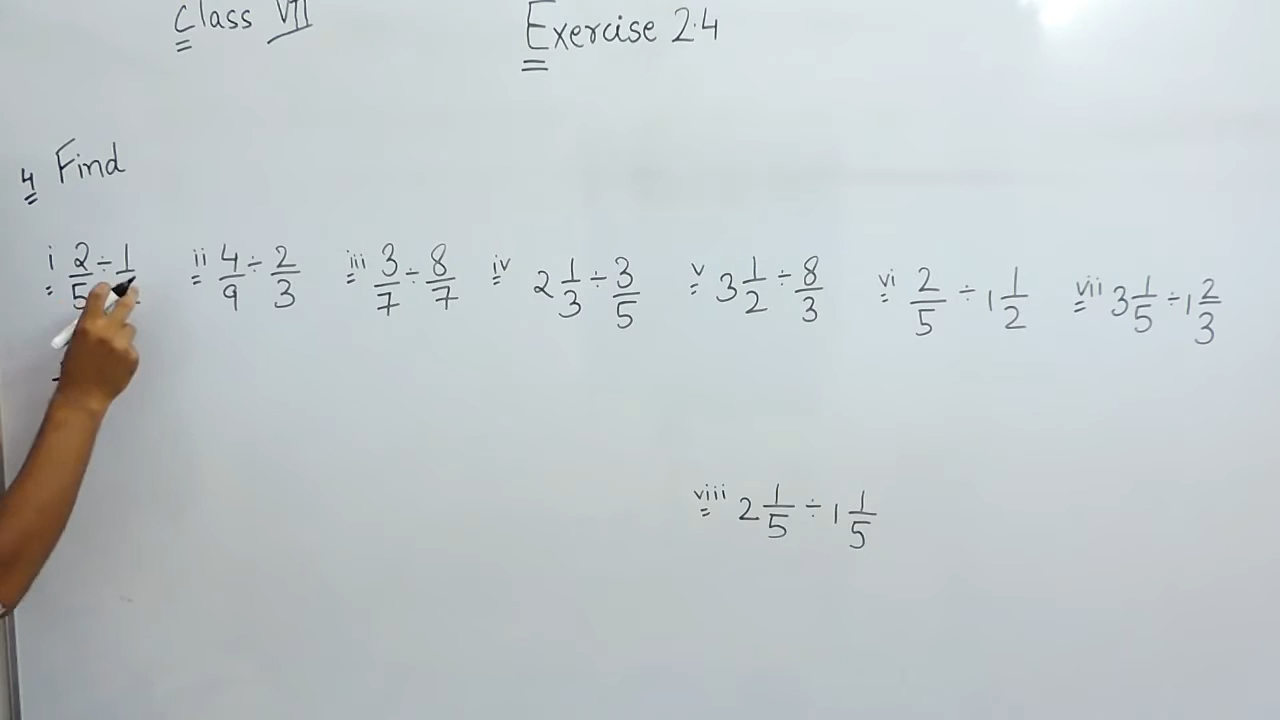 Class VII
Exercise 2.4
4 Find
i 2/5 ÷ 1/
ii 4/9 ÷ 2/3
iii 3/7 ÷ 8/7
iv 2 1/3 ÷ 3/5
v 3 1/2 ÷ 8/3
vi 2/5 ÷ 1 1/2
vii 3 1/5 ÷ 1 2/3
viii 2 1/5 ÷ 1 1/5